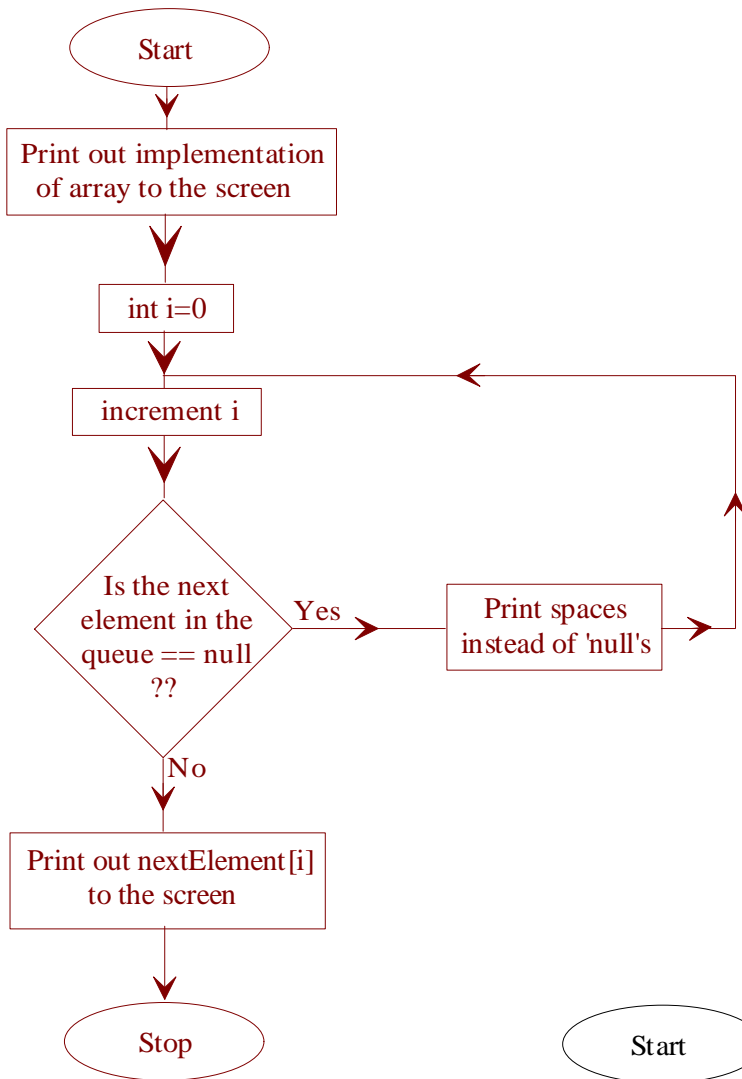 Start
Print out implementation
of array to the screen
int i=0
increment i
Is the next
element in the
queue == null
??
Yes
Print spaces
instead of 'null's
No
Print out nextElement[i]
to the screen
Stop
Start